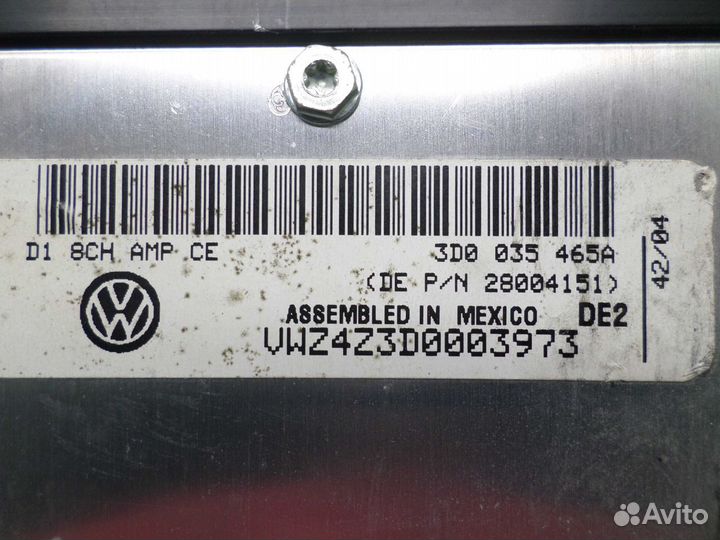 D1 8CH AMP CE 3D0 035 465A
(DE P/N 28004151)
ASSEMBLED IN MEXICO DE2
VWZ4Z3D0003973
42/04
Avito